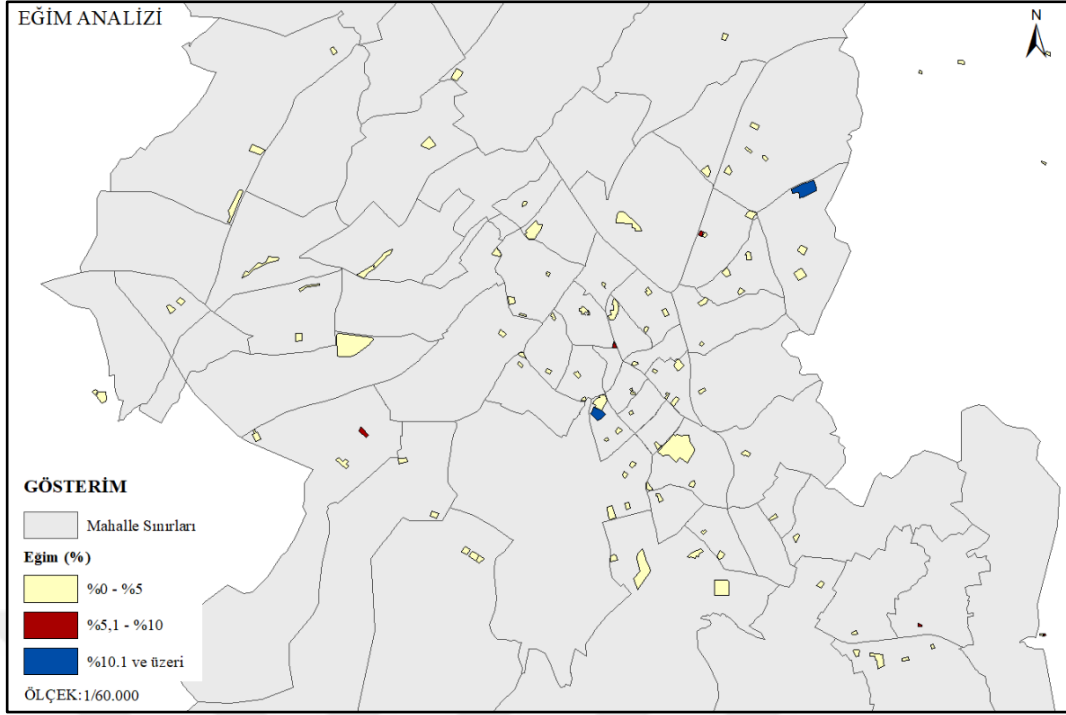 EĞİM ANALİZİ
N
GÖSTERİM
Mahalle Sınırları
Eğim (%)
%0 - %5
%5,1 - %10
%10.1 ve üzeri
ÖLÇEK:1/60.000